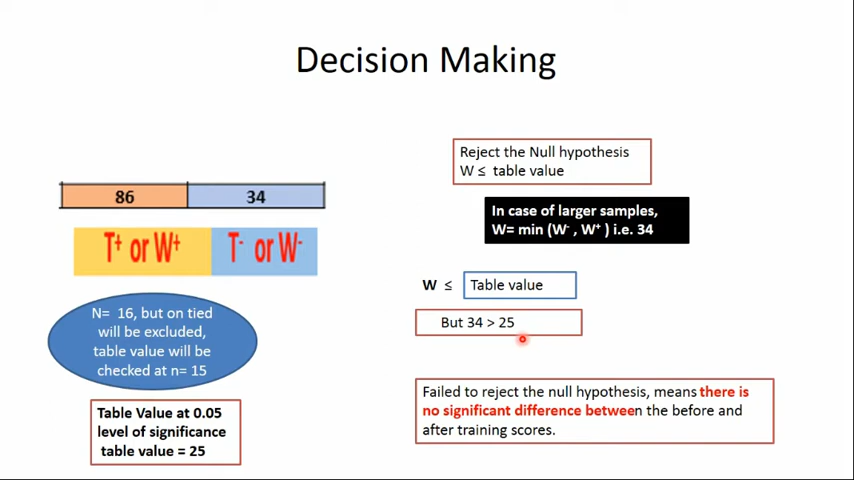 Decision Making
86 34
T+ or W+ T- or W-
N= 16, but on tied
will be excluded,
table value will be
checked at n= 15
Table Value at 0.05
level of significance
table value = 25
Reject the Null hypothesis
W ≤ table value
In case of larger samples,
W= min (W- , W+ ) i.e. 34
W ≤ Table value
But 34 > 25
Failed to reject the null hypothesis, means there is
no significant difference between the before and
after training scores.